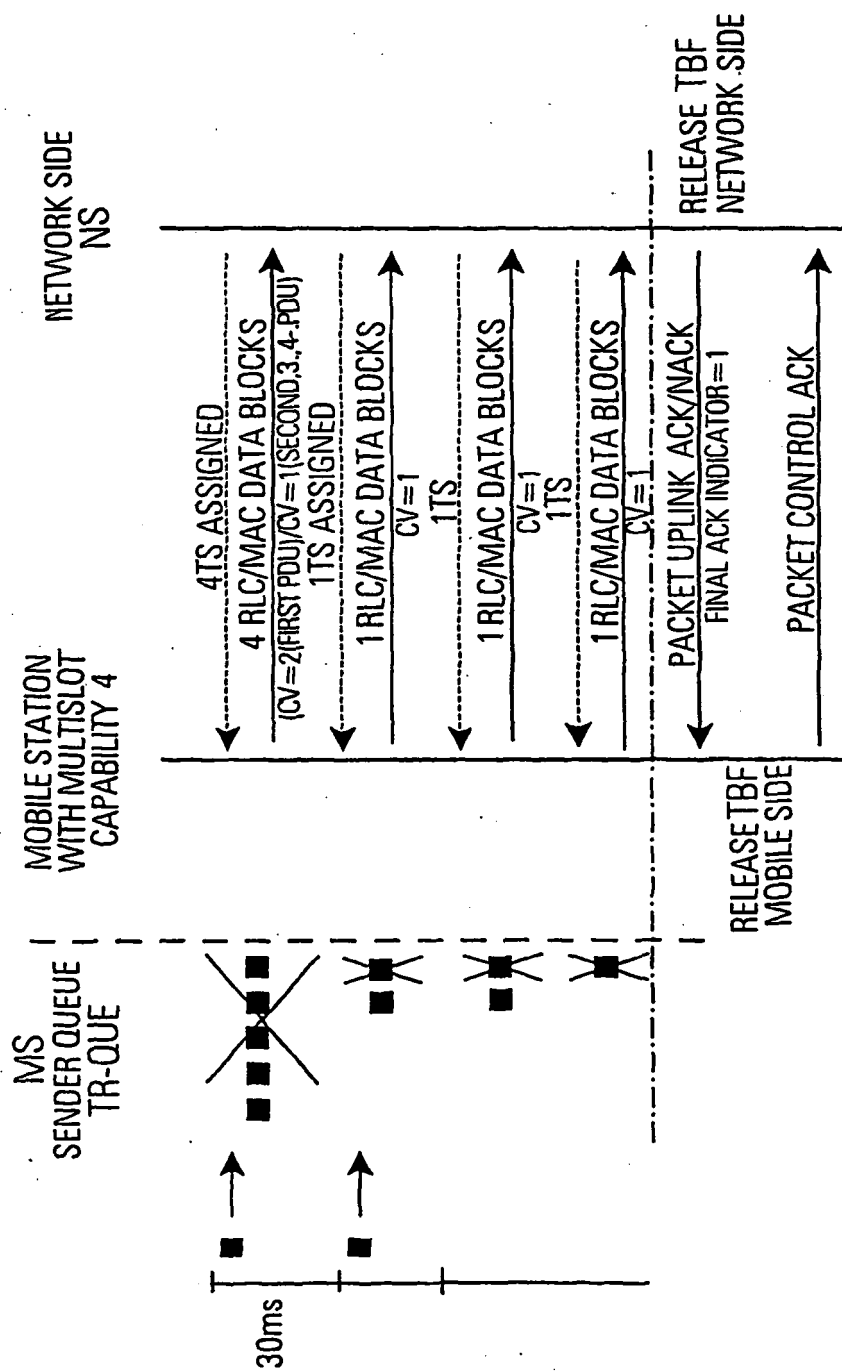 MS
SENDER QUEUE
TR-QUE
MOBILE STATION
WITH MULTISLOT
CAPABILITY 4
NETWORK SIDE
NS
30ms
4TS ASSIGNED
4 RLC/MAC DATA BLOCKS
(CV=2(FIRST PDU)/CV=1(SECOND,3.,4-.PDU)
1TS ASSIGNED
1 RLC/MAC DATA BLOCKS
CV=1
1TS
1 RLC/MAC DATA BLOCKS
CV=1
1TS
1 RLC/MAC DATA BLOCKS
CV=1
PACKET UPLINK ACK/NACK
FINAL ACK INDICATOR=1
PACKET CONTROL ACK
RELEASE TBF
MOBILE SIDE
RELEASE TBF
NETWORK SIDE